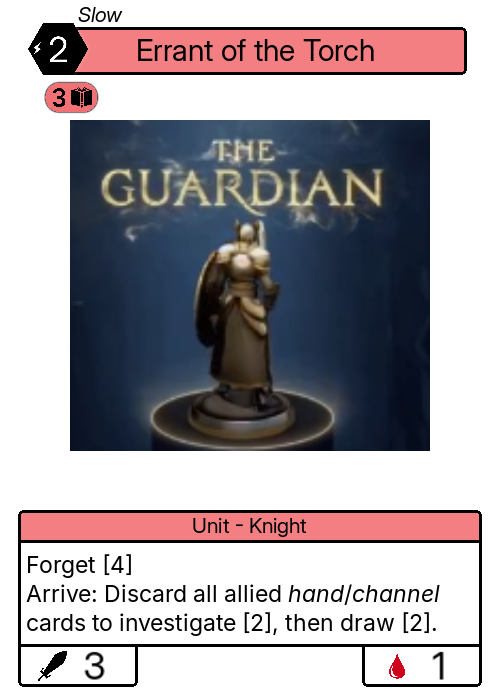 Slow
2
Errant of the Torch
3
THE
GUARDIAN
Unit - Knight
Forget [4]
Arrive: Discard all allied hand/channel
cards to investigate [2], then draw [2].
3
1